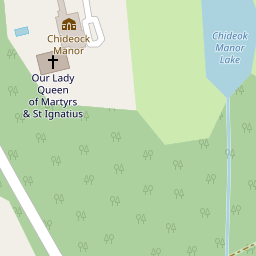 Chideock
Manor
Our Lady
Queen
of Martyrs
& St Ignatius
Chideok
Manor
Lake